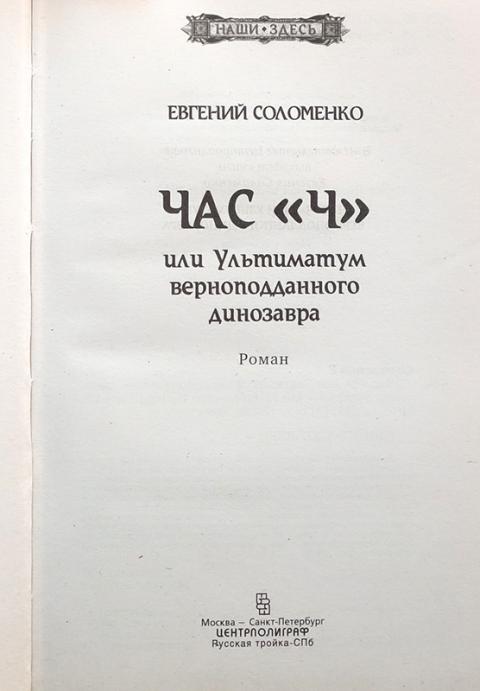 НАШИ • ЗДЕСЬ
ЕВГЕНИЙ СОЛОМЕНКО
ЧАС «Ч»
или Ультиматум
верноподданного
динозавра
Роман
Москва – Санкт-Петербург
ЦЕНТРПОЛИГРАФ
Русская тройка-СПб